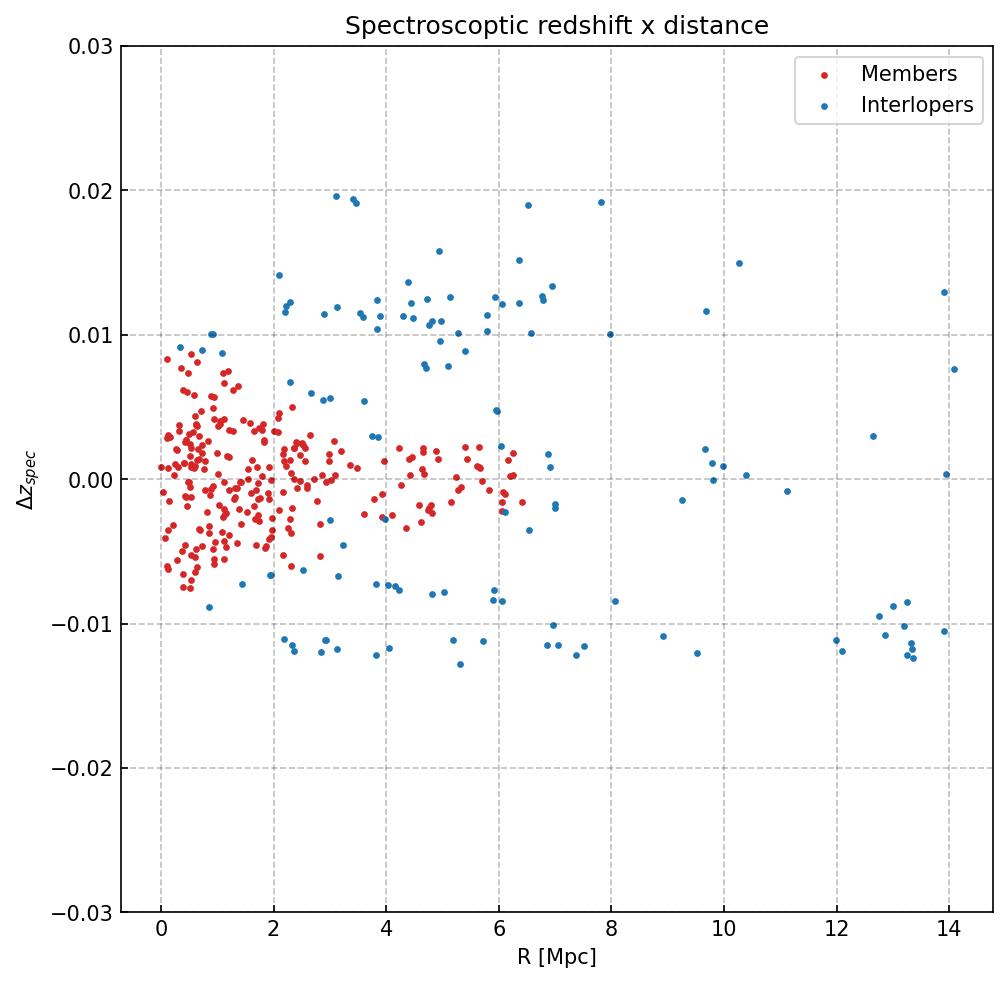 Spectroscoptic redshift x distance
Members
Interlopers
0.03
0.02
0.01
0.00
−0.01
−0.02
−0.03
Δz_spec
0 2 4 6 8 10 12 14
R [Mpc]